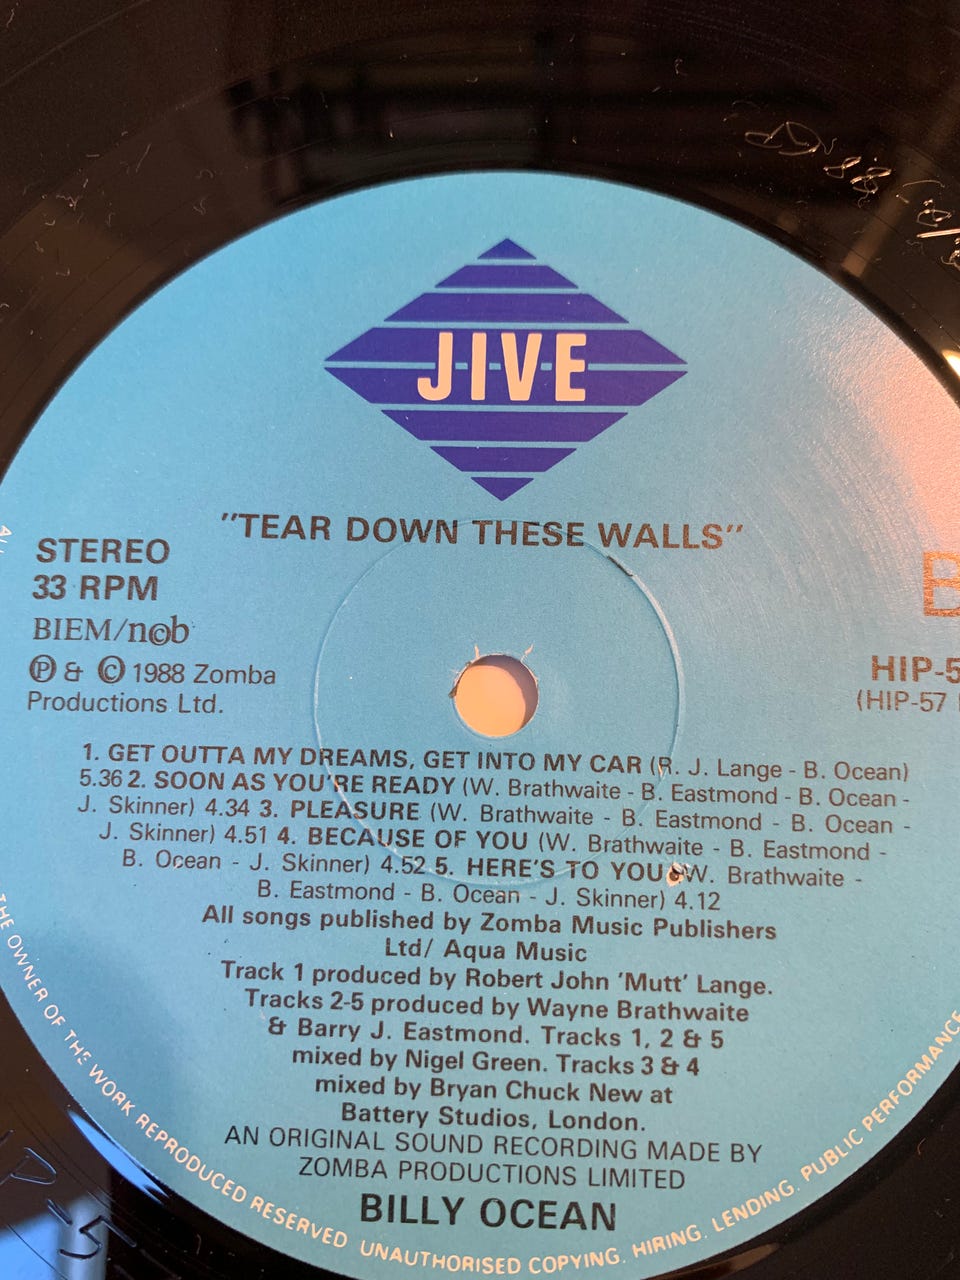 JIVE
"TEAR DOWN THESE WALLS"
STEREO
33 RPM
BIEM/n©b
℗ & © 1988 Zomba
Productions Ltd.
B
HIP-5
(HIP-57
1. GET OUTTA MY DREAMS, GET INTO MY CAR (R. J. Lange - B. Ocean)
5.36 2. SOON AS YOU'RE READY (W. Brathwaite - B. Eastmond - B. Ocean -
J. Skinner) 4.34 3. PLEASURE (W. Brathwaite - B. Eastmond - B. Ocean -
J. Skinner) 4.51 4. BECAUSE OF YOU (W. Brathwaite - B. Eastmond -
B. Ocean - J. Skinner) 4.52 5. HERE'S TO YOU (W. Brathwaite -
B. Eastmond - B. Ocean - J. Skinner) 4.12
All songs published by Zomba Music Publishers
Ltd/ Aqua Music
Track 1 produced by Robert John 'Mutt' Lange.
Tracks 2-5 produced by Wayne Brathwaite
& Barry J. Eastmond. Tracks 1, 2 & 5
mixed by Nigel Green. Tracks 3 & 4
mixed by Bryan Chuck New at
Battery Studios, London.
AN ORIGINAL SOUND RECORDING MADE BY
ZOMBA PRODUCTIONS LIMITED
BILLY OCEAN
THE OWNER OF THE WORK REPRODUCED RESERVED UNAUTHORISED COPYING. HIRING. LENDING. PUBLIC PERFORMANCE